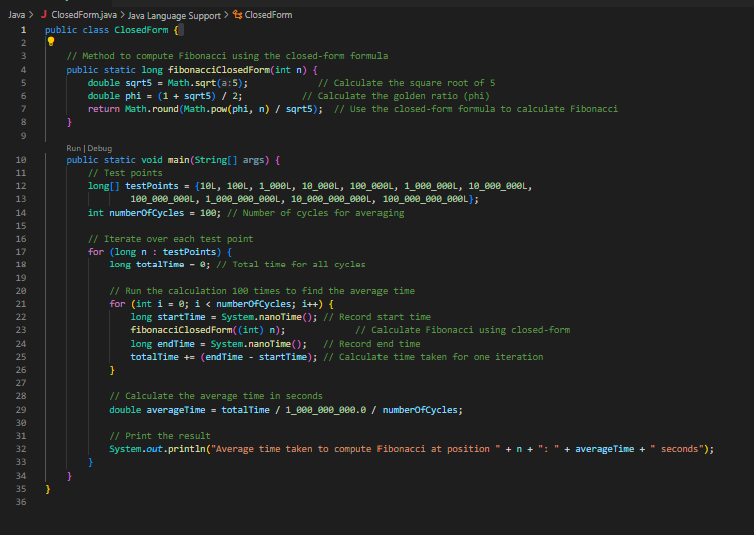 Java > J ClosedForm.java > Java Language Support > ClosedForm
1 public class ClosedForm {
2
3 // Method to compute Fibonacci using the closed-form formula
4 public static long fibonacciClosedForm(int n) {
5 double sqrt5 = Math.sqrt(a:5); // Calculate the square root of 5
6 double phi = (1 + sqrt5) / 2; // Calculate the golden ratio (phi)
7 return Math.round(Math.pow(phi, n) / sqrt5); // Use the closed-form formula to calculate Fibonacci
8 }
9
Run | Debug
10 public static void main(String[] args) {
11 // Test points
12 long[] testPoints = {10L, 100L, 1_000L, 10_000L, 100_000L, 1_000_000L, 10_000_000L,
13 100_000_000L, 1_000_000_000L, 10_000_000_000L, 100_000_000_000L};
14 int numberOfCycles = 100; // Number of cycles for averaging
15
16 // Iterate over each test point
17 for (long n : testPoints) {
18 long totalTime = 0; // Total time for all cycles
19
20 // Run the calculation 100 times to find the average time
21 for (int i = 0; i < numberOfCycles; i++) {
22 long startTime = System.nanoTime(); // Record start time
23 fibonacciClosedForm((int) n); // Calculate Fibonacci using closed-form
24 long endTime = System.nanoTime(); // Record end time
25 totalTime += (endTime - startTime); // Calculate time taken for one iteration
26 }
27
28 // Calculate the average time in seconds
29 double averageTime = totalTime / 1_000_000_000.0 / numberOfCycles;
30
31 // Print the result
32 System.out.println("Average time taken to compute Fibonacci at position " + n + ": " + averageTime + " seconds");
33 }
34 }
35 }
36